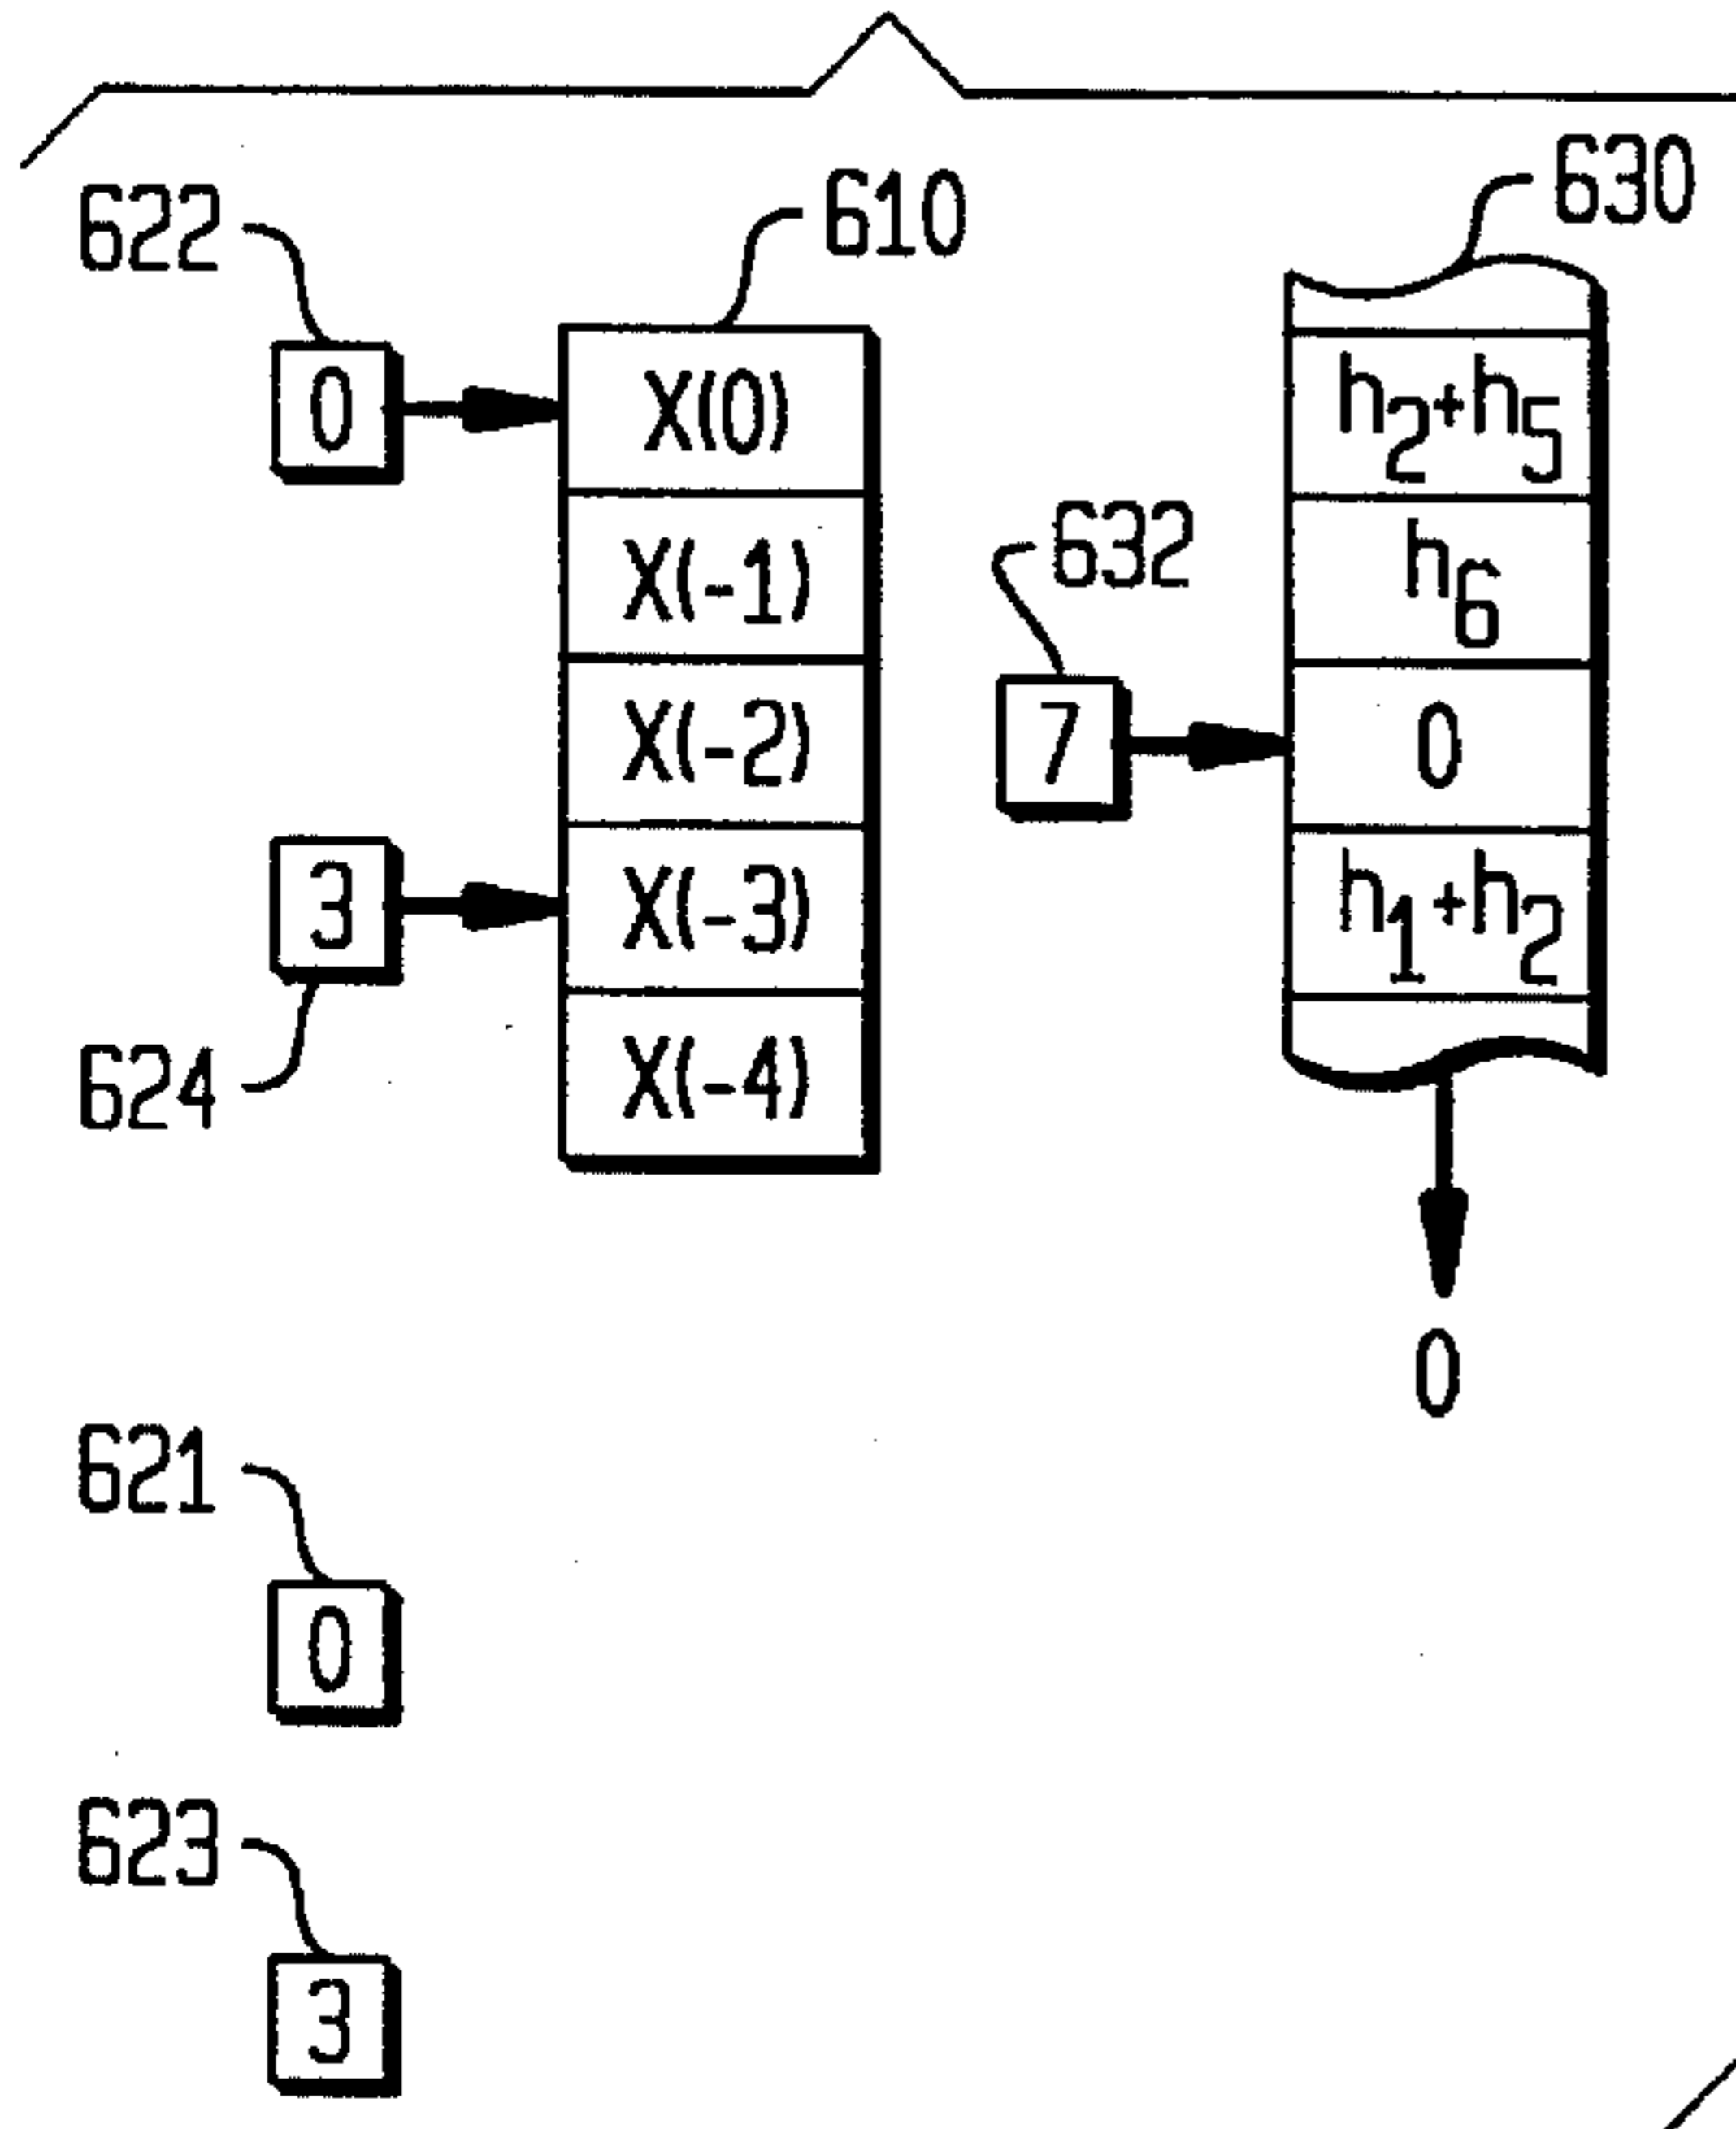 622
610
630
0
X(0)
h2+h5
X(-1)
632
h6
X(-2)
7
0
3
X(-3)
h1+h2
624
X(-4)
0
621
0
623
3